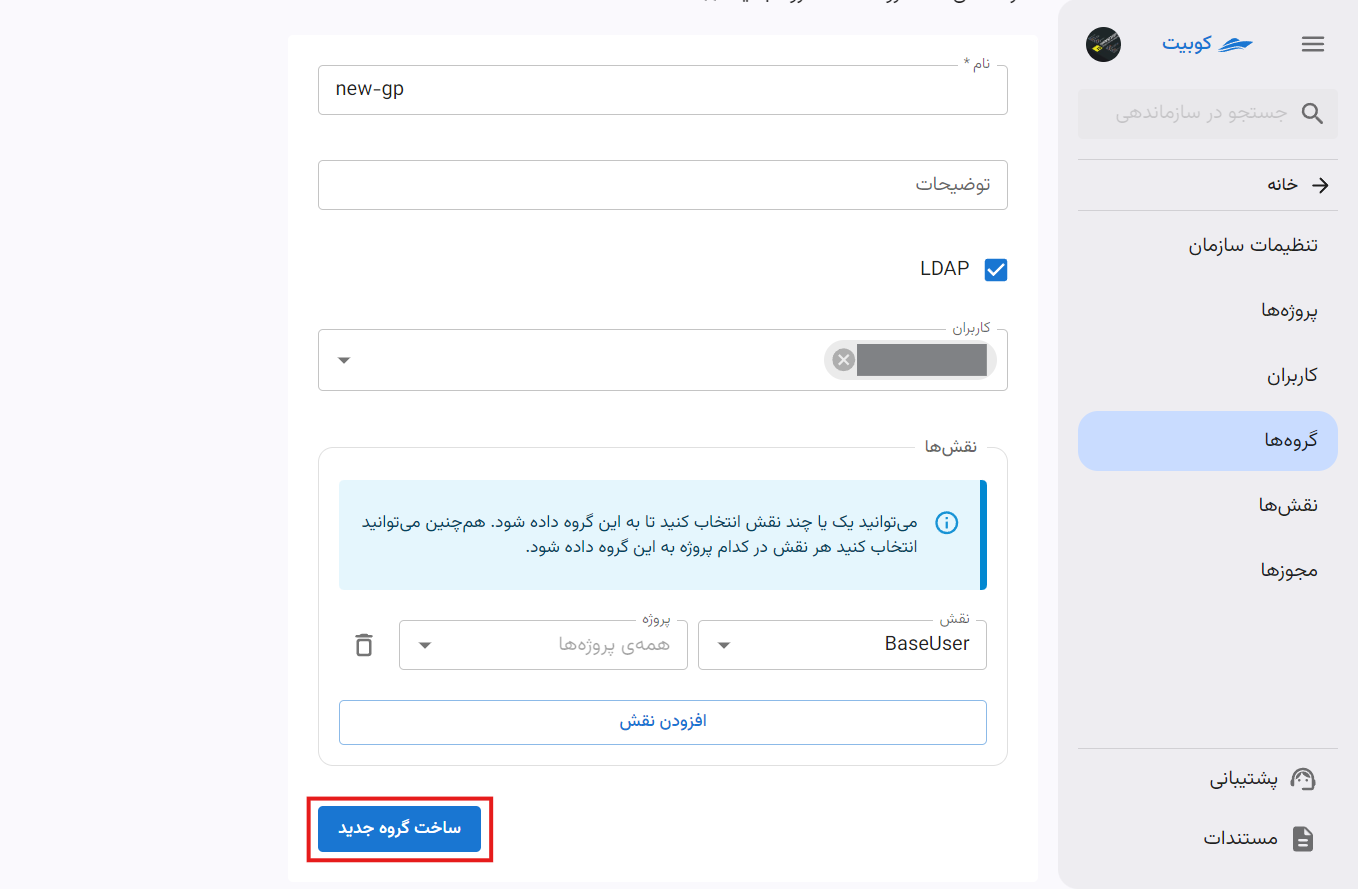 کوبیت
جستجو در سازماندهی
خانه
تنظیمات سازمان
پروژه‌ها
کاربران
گروه‌ها
نقش‌ها
مجوزها
پشتیبانی
مستندات
نام *
new-gp
توضیحات
LDAP
کاربران
نقش‌ها
می‌توانید یک یا چند نقش انتخاب کنید تا به این گروه داده شود. هم‌چنین می‌توانید
انتخاب کنید هر نقش در کدام پروژه به این گروه داده شود.
نقش
BaseUser
پروژه
همه‌ی پروژه‌ها
افزودن نقش
ساخت گروه جدید